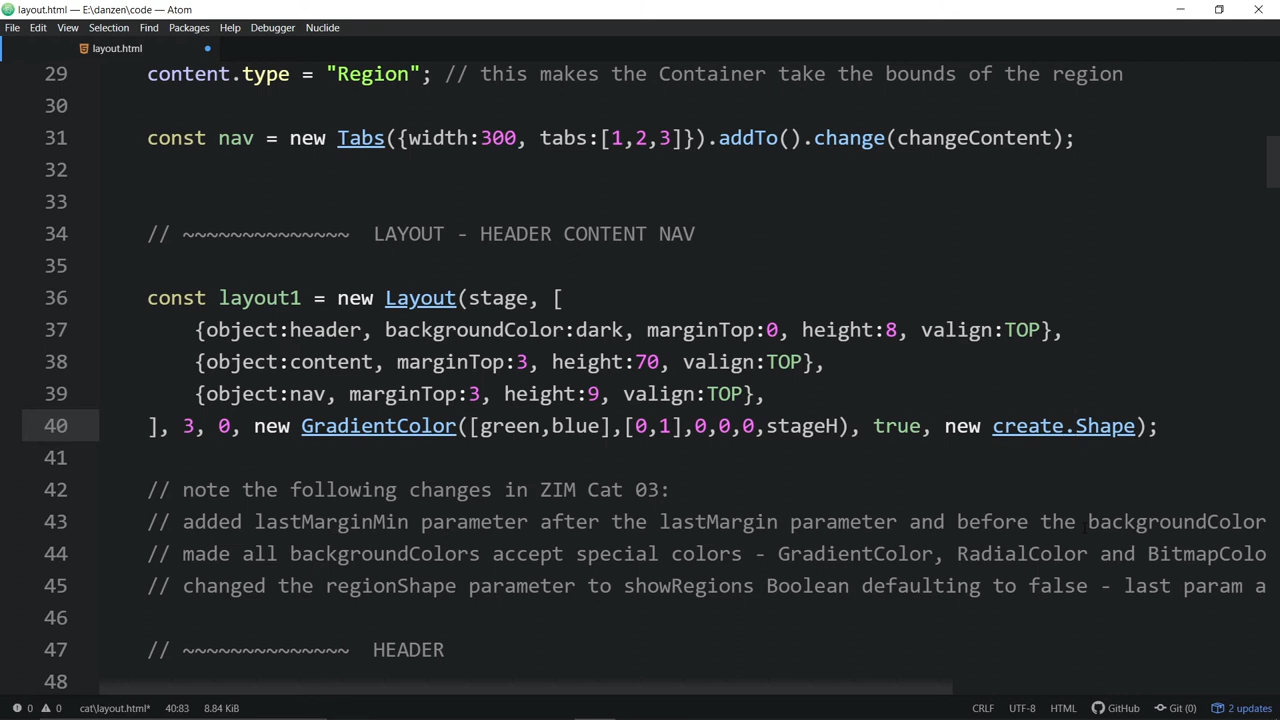 layout.html — E:\danzen\code — Atom
File Edit View Selection Find Packages Help Debugger Nuclide
layout.html
29 content.type = "Region"; // this makes the Container take the bounds of the region
30
31 const nav = new Tabs({width:300, tabs:[1,2,3]}).addTo().change(changeContent);
32
33
34 // ~~~~~~~~~~~~~~ LAYOUT - HEADER CONTENT NAV
35
36 const layout1 = new Layout(stage, [
37 {object:header, backgroundColor:dark, marginTop:0, height:8, valign:TOP},
38 {object:content, marginTop:3, height:70, valign:TOP},
39 {object:nav, marginTop:3, height:9, valign:TOP},
40 ], 3, 0, new GradientColor([green,blue],[0,1],0,0,0,stageH), true, new create.Shape);
41
42 // note the following changes in ZIM Cat 03:
43 // added lastMarginMin parameter after the lastMargin parameter and before the backgroundColor
44 // made all backgroundColors accept special colors - GradientColor, RadialColor and BitmapColo
45 // changed the regionShape parameter to showRegions Boolean defaulting to false - last param a
46
47 // ~~~~~~~~~~~~~~ HEADER
48
0 0 cat\layout.html* 40:83 8.84 KiB CRLF UTF-8 HTML GitHub Git (0) 2 updates